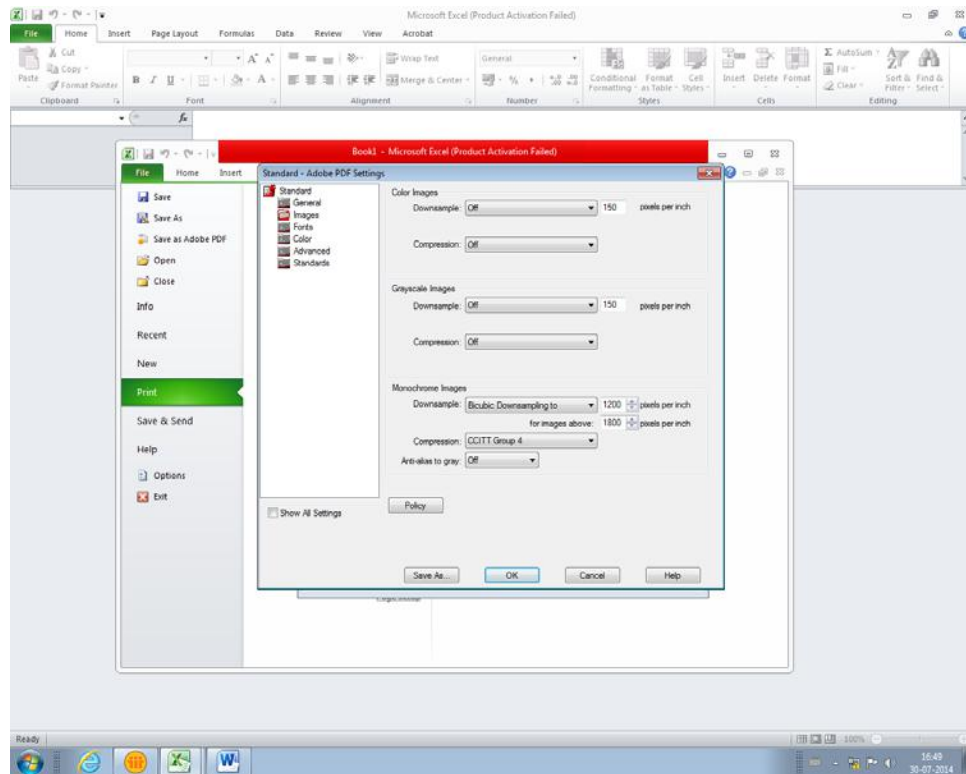 Microsoft Excel (Product Activation Failed)
File Home Insert Page Layout Formulas Data Review View Acrobat
Cut
Copy
Format Painter
Paste
Clipboard
B I U
A A
A
Font
Wrap Text
Merge & Center
Alignment
General
%
Number
Conditional Formatting
Format as Table
Cell Styles
Styles
Insert Delete Format
Cells
AutoSum
Fill
Clear
Sort & Filter
Find & Select
Editing
fx
Book1 - Microsoft Excel (Product Activation Failed)
File Home Insert
Save
Save As
Save as Adobe PDF
Open
Close
Info
Recent
New
Print
Save & Send
Help
Options
Exit
Standard - Adobe PDF Settings
Standard
General
Images
Fonts
Color
Advanced
Standards
Show All Settings
Color Images
Downsample: Off 150 pixels per inch
Compression: Off
Grayscale Images
Downsample: Off 150 pixels per inch
Compression: Off
Monochrome Images
Downsample: Bicubic Downsampling to 1200 pixels per inch
for images above: 1800 pixels per inch
Compression: CCITT Group 4
Anti-alias to gray: Off
Policy
Save As... OK Cancel Help
Ready
100%
16:49
30-07-2014